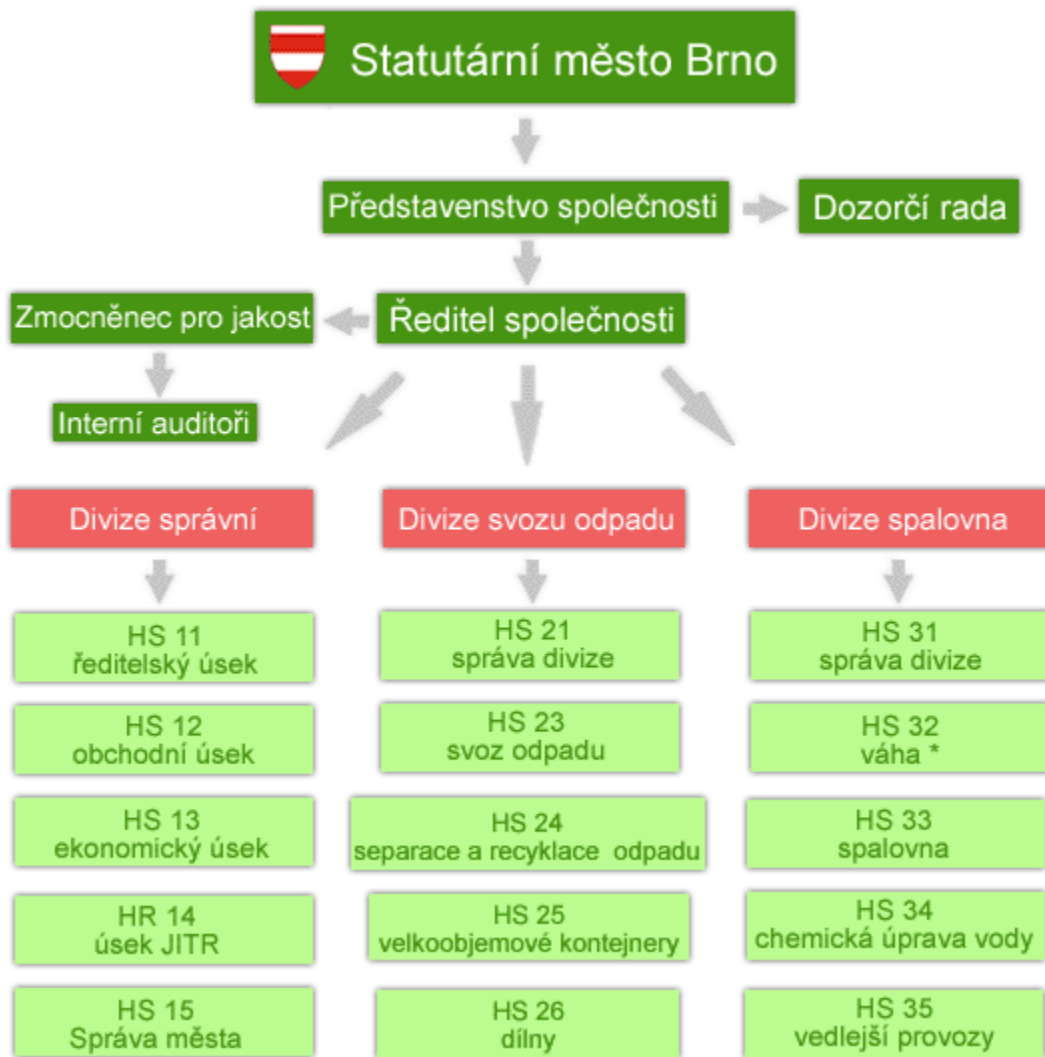 Statutární město Brno
Představenstvo společnosti
Dozorčí rada
Zmocněnec pro jakost
Ředitel společnosti
Interní auditoři
Divize správní
Divize svozu odpadu
Divize spalovna
HS 11
ředitelský úsek
HS 21
správa divize
HS 31
správa divize
HS 12
obchodní úsek
HS 23
svoz odpadu
HS 32
váha *
HS 13
ekonomický úsek
HS 24
separace a recyklace odpadu
HS 33
spalovna
HR 14
úsek JITR
HS 25
velkoobjemové kontejnery
HS 34
chemická úprava vody
HS 15
Správa města
HS 26
dílny
HS 35
vedlejší provozy